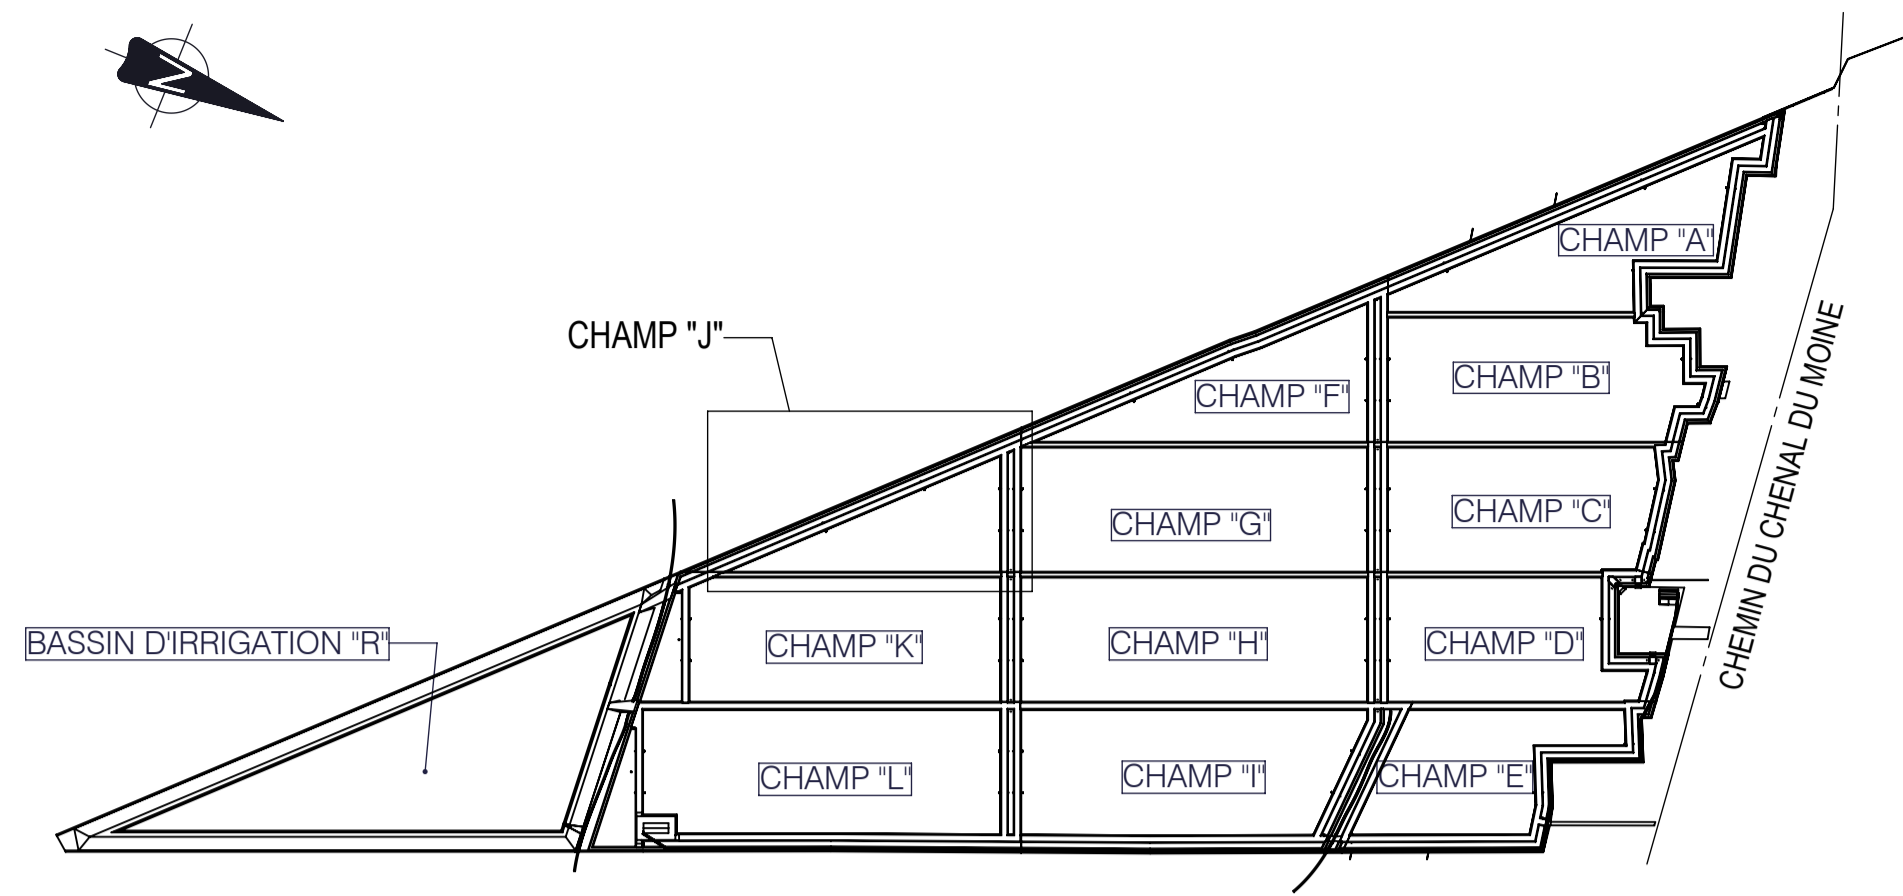 N
CHAMP "A"
CHAMP "J"
CHAMP "B"
CHAMP "F"
CHEMIN DU CHENAL DU MOINE
CHAMP "C"
CHAMP "G"
BASSIN D'IRRIGATION "R"
CHAMP "K"
CHAMP "H"
CHAMP "D"
CHAMP "L"
CHAMP "I"
CHAMP "E"